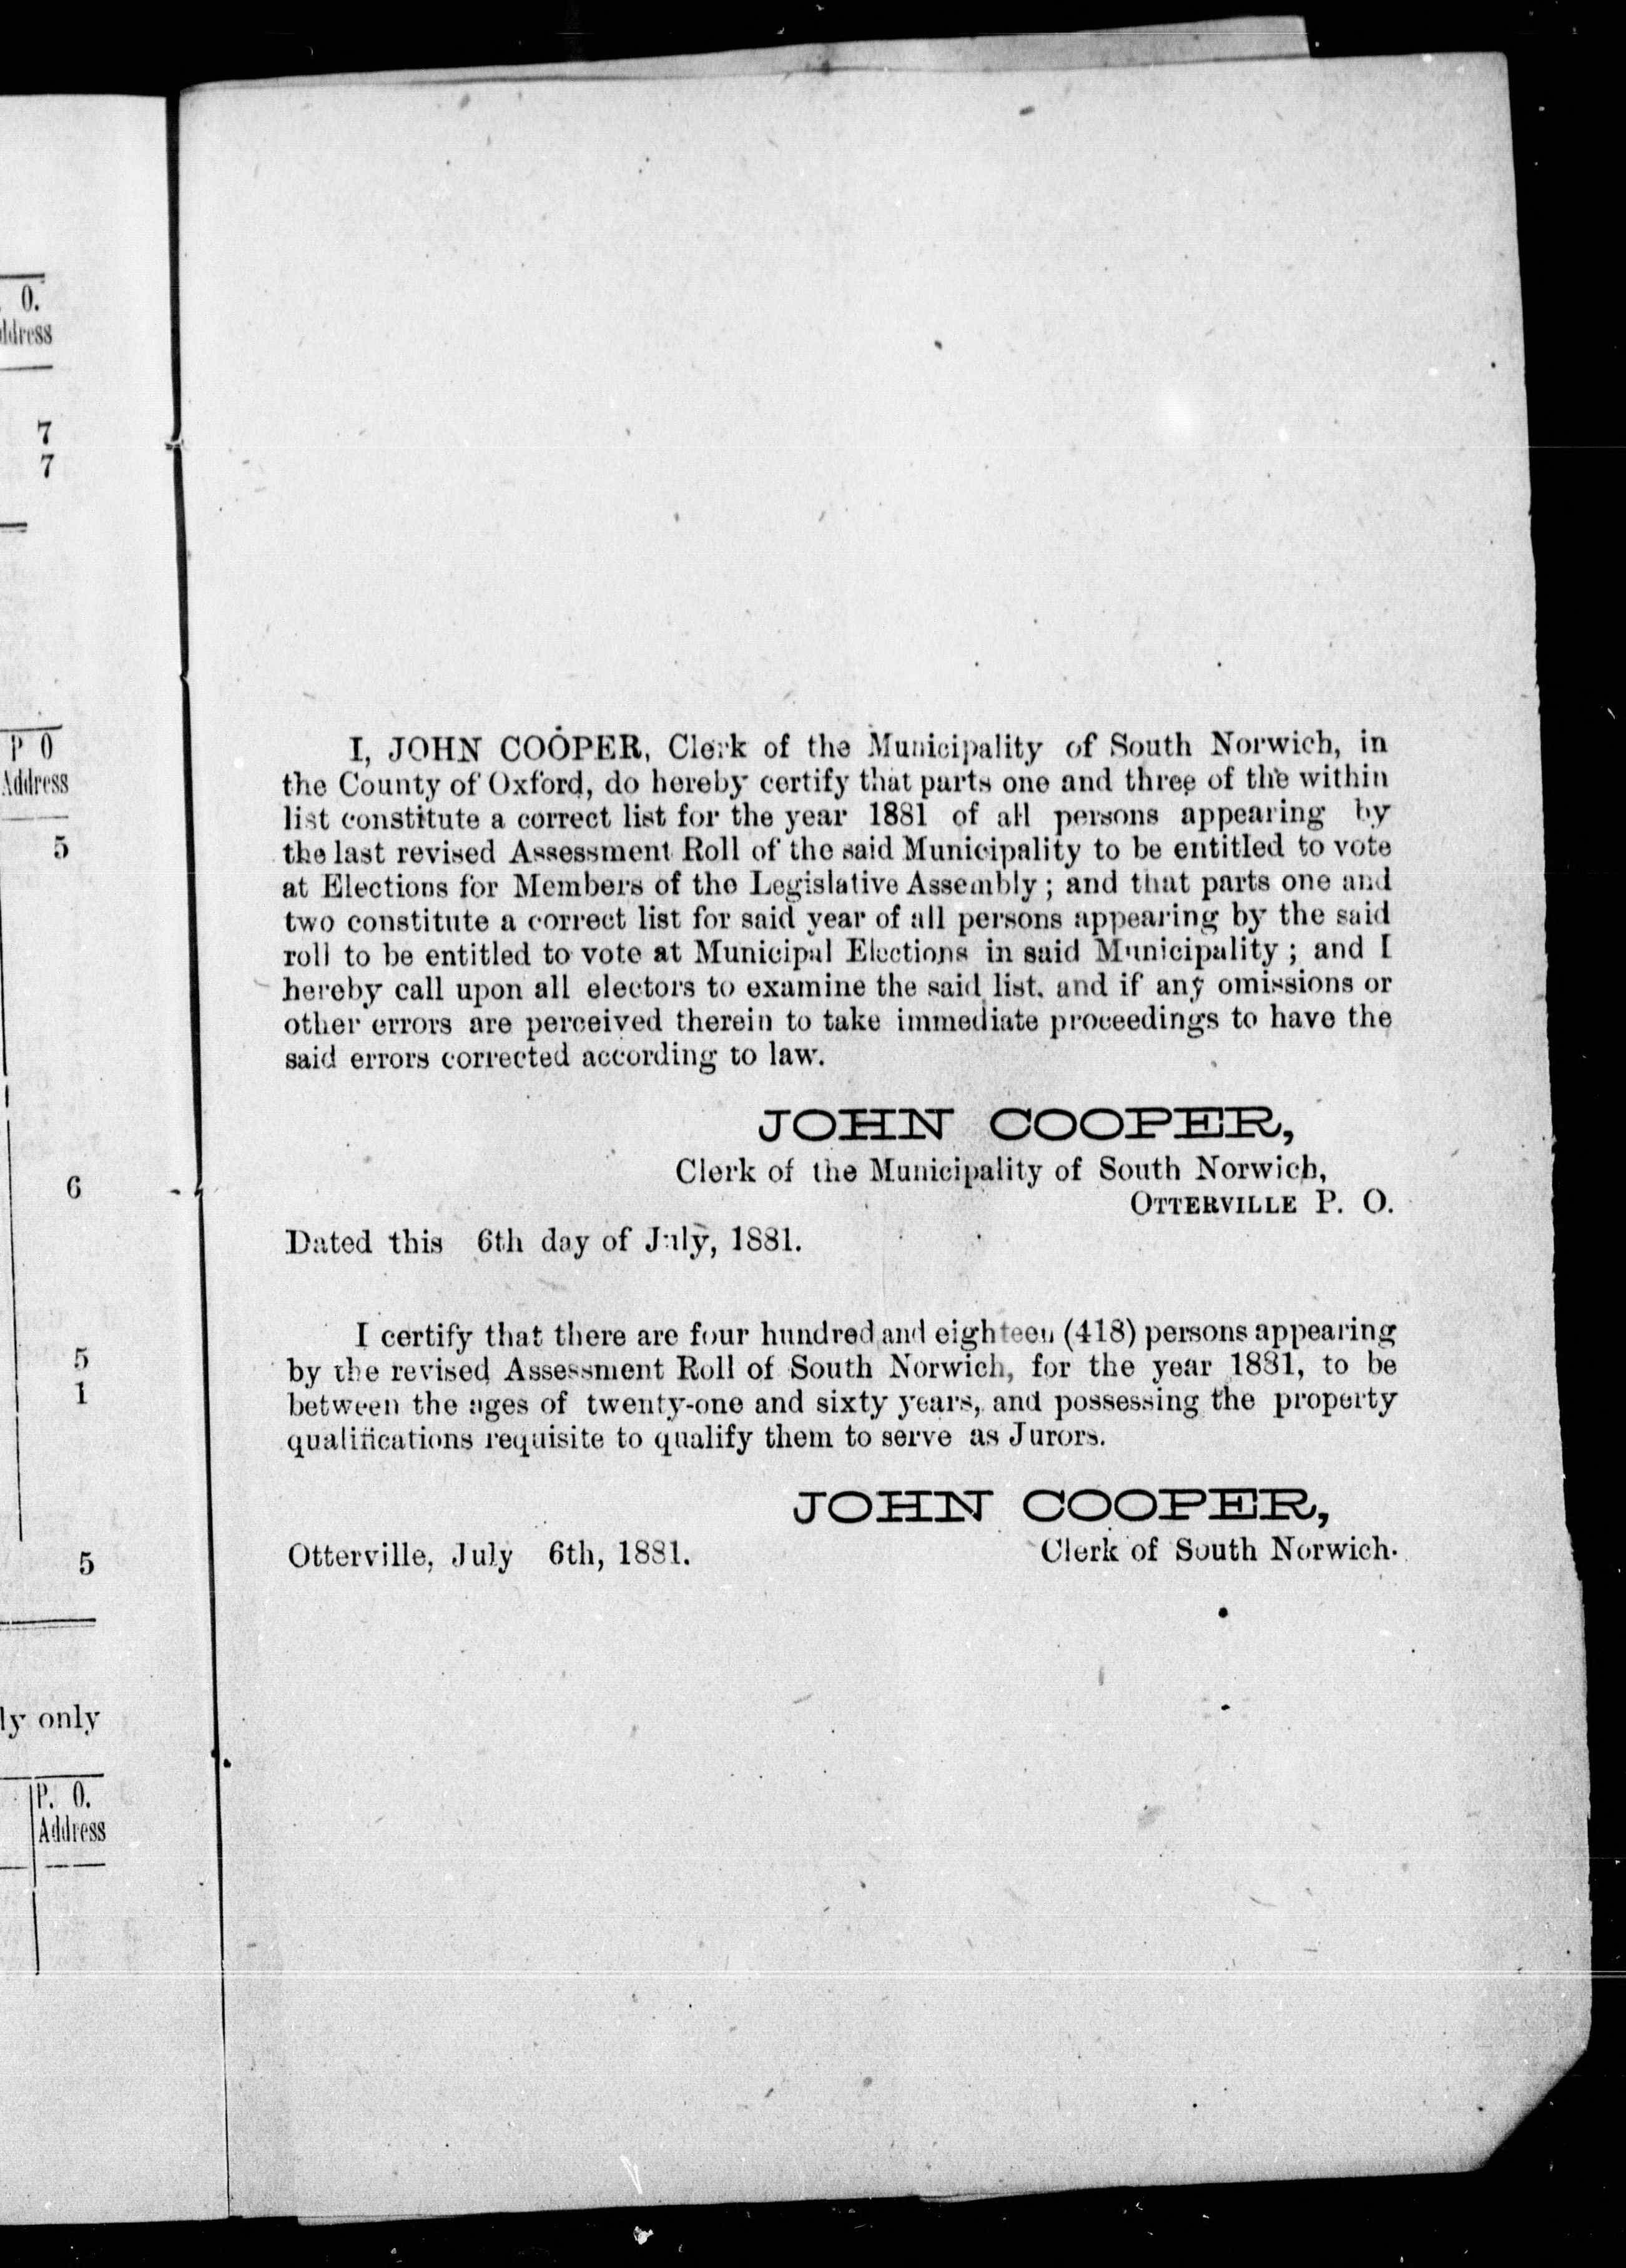 O.
Address
7
7
P O
Address
5
6
5
1
5
ly only
P. O.
Address
I, JOHN COOPER, Clerk of the Municipality of South Norwich, in
the County of Oxford, do hereby certify that parts one and three of the within
list constitute a correct list for the year 1881 of all persons appearing by
the last revised Assessment Roll of the said Municipality to be entitled to vote
at Elections for Members of the Legislative Assembly ; and that parts one and
two constitute a correct list for said year of all persons appearing by the said
roll to be entitled to vote at Municipal Elections in said Municipality ; and I
hereby call upon all electors to examine the said list. and if any omissions or
other errors are perceived therein to take immediate proceedings to have the
said errors corrected according to law.
JOHN COOPER,
Clerk of the Municipality of South Norwich,
OTTERVILLE P. O.
Dated this 6th day of July, 1881.
I certify that there are four hundred and eighteen (418) persons appearing
by the revised Assessment Roll of South Norwich, for the year 1881, to be
between the ages of twenty-one and sixty years, and possessing the property
qualifications requisite to qualify them to serve as Jurors.
JOHN COOPER,
Otterville, July 6th, 1881. Clerk of South Norwich.